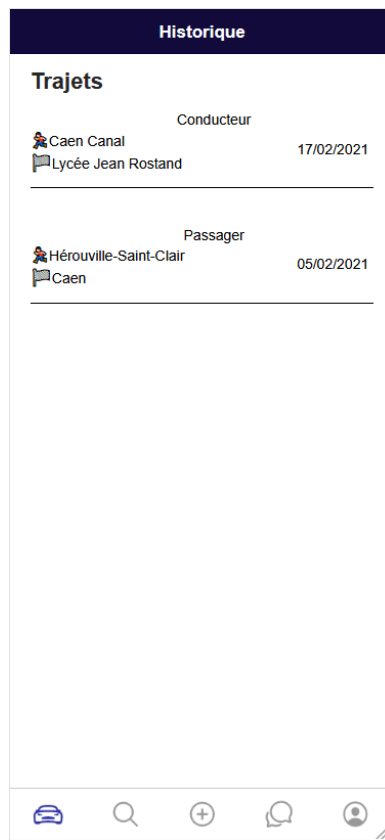 Historique
Trajets
Conducteur
Caen Canal
17/02/2021
Lycée Jean Rostand
Passager
Hérouville-Saint-Clair
05/02/2021
Caen